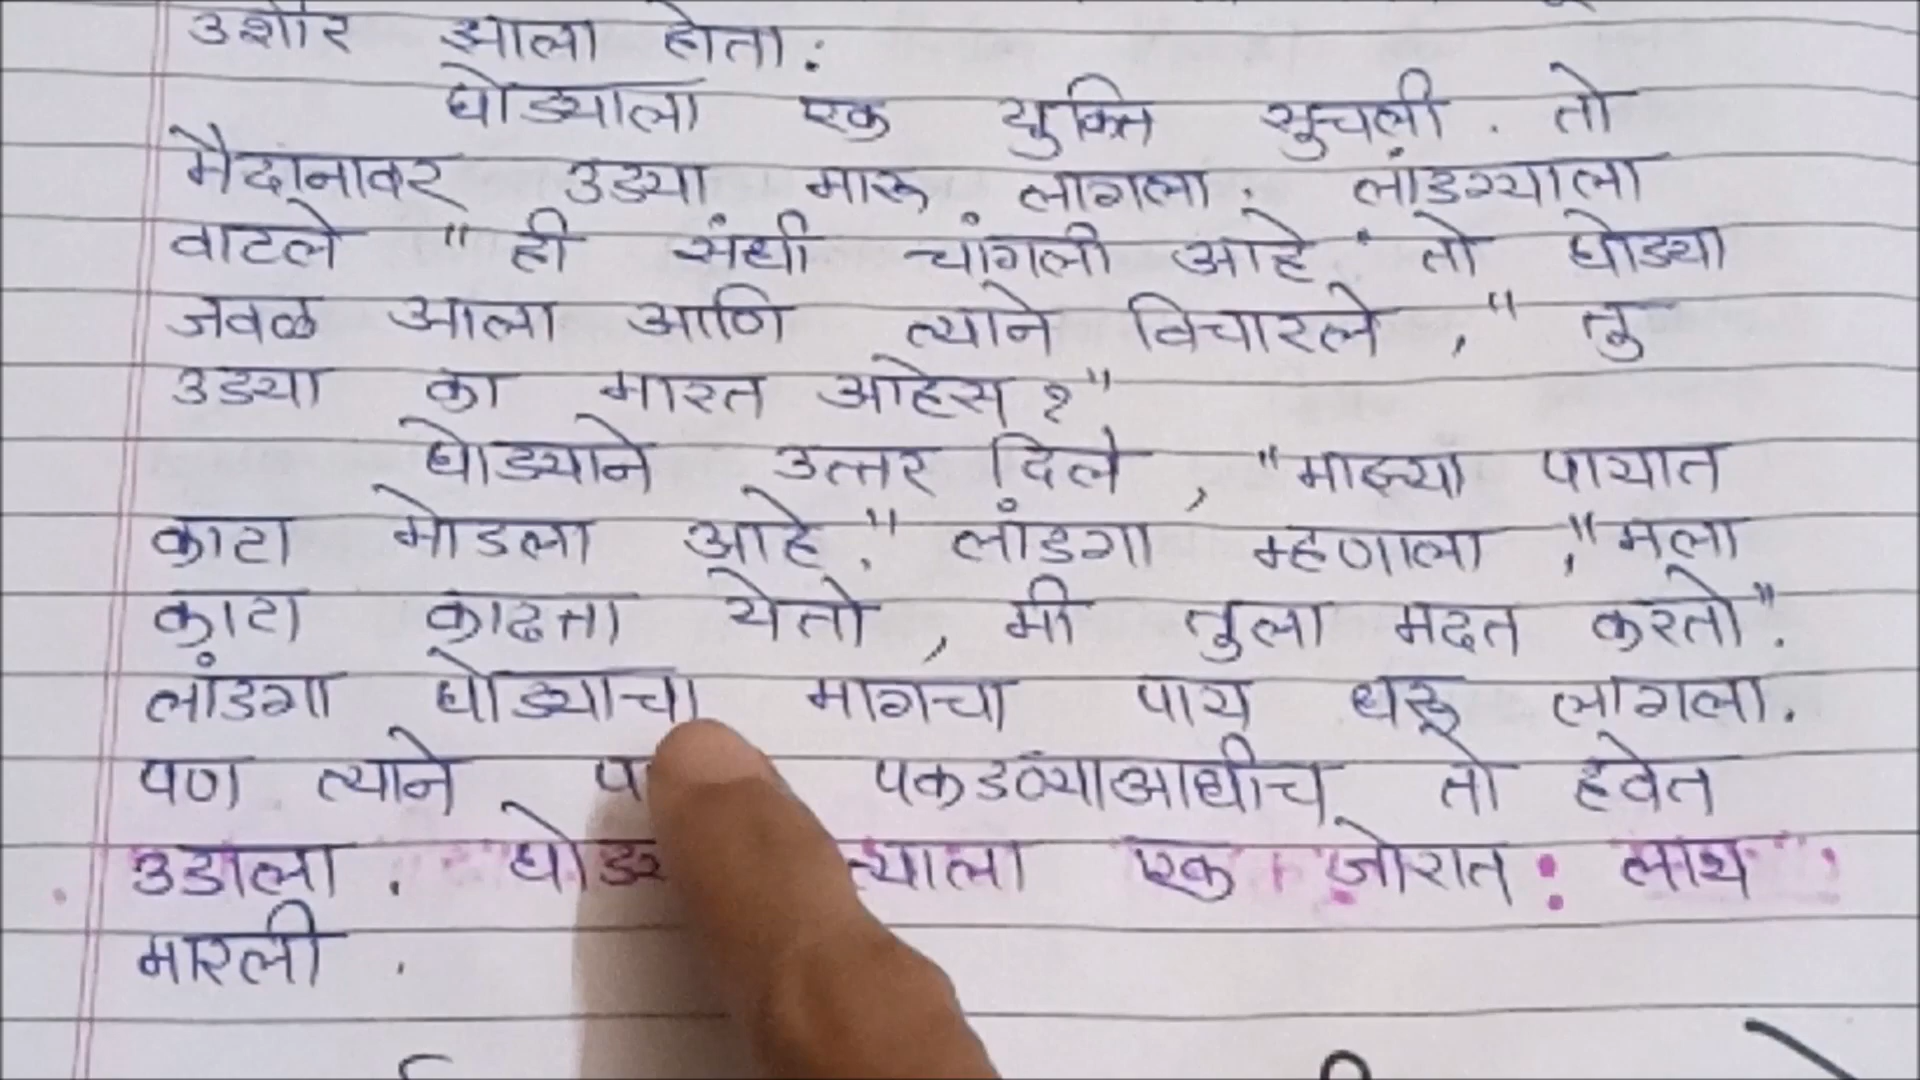 उशीर झाला होता.
घोड्याला एक युक्ति सुचली. तो
मैदानावर उड्या मारू लागला. लांडग्याला
वाटले "ही संधी चांगली आहे" तो घोड्या
जवळ आला आणि त्याने विचारले, "तु
उड्या का मारत आहेस?"
घोड्याने उत्तर दिले, "माझ्या पायात
काटा मोडला आहे." लांडगा म्हणाला, "मला
काटा काढता येतो, मी तुला मदत करतो".
लांडगा घोड्याचा मागचा पाय धरू लागला.
पण त्याने पकडण्याआधीच तो हवेत
उडाला. त्याला एक जोरात लाथ
मारली.